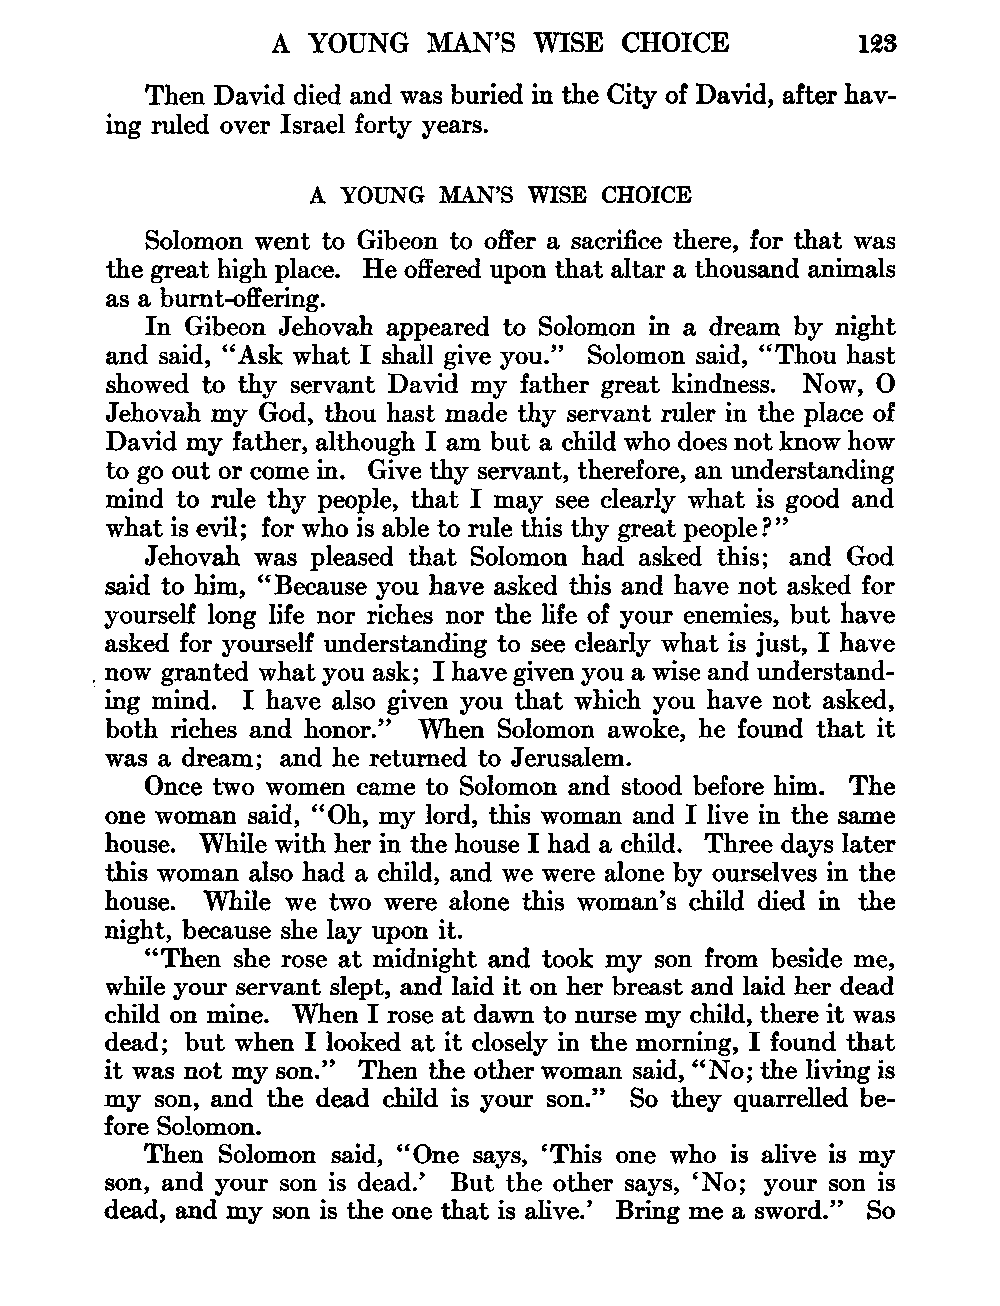 A YOUNG MAN'S WISE CHOICE 123
Then David died and was buried in the City of David, after hav-
ing ruled over Israel forty years.
A YOUNG MAN'S WISE CHOICE
Solomon went to Gibeon to offer a sacrifice there, for that was
the great high place. He offered upon that altar a thousand animals
as a burnt-offering.
In Gibeon Jehovah appeared to Solomon in a dream by night
and said, "Ask what I shall give you." Solomon said, "Thou hast
showed to thy servant David my father great kindness. Now, O
Jehovah my God, thou hast made thy servant ruler in the place of
David my father, although I am but a child who does not know how
to go out or come in. Give thy servant, therefore, an understanding
mind to rule thy people, that I may see clearly what is good and
what is evil; for who is able to rule this thy great people?"
Jehovah was pleased that Solomon had asked this; and God
said to him, "Because you have asked this and have not asked for
yourself long life nor riches nor the life of your enemies, but have
asked for yourself understanding to see clearly what is just, I have
now granted what you ask; I have given you a wise and understand-
ing mind. I have also given you that which you have not asked,
both riches and honor." When Solomon awoke, he found that it
was a dream; and he returned to Jerusalem.
Once two women came to Solomon and stood before him. The
one woman said, "Oh, my lord, this woman and I live in the same
house. While with her in the house I had a child. Three days later
this woman also had a child, and we were alone by ourselves in the
house. While we two were alone this woman's child died in the
night, because she lay upon it.
"Then she rose at midnight and took my son from beside me,
while your servant slept, and laid it on her breast and laid her dead
child on mine. When I rose at dawn to nurse my child, there it was
dead; but when I looked at it closely in the morning, I found that
it was not my son." Then the other woman said, "No; the living is
my son, and the dead child is your son." So they quarrelled be-
fore Solomon.
Then Solomon said, "One says, 'This one who is alive is my
son, and your son is dead.' But the other says, 'No; your son is
dead, and my son is the one that is alive.' Bring me a sword." So